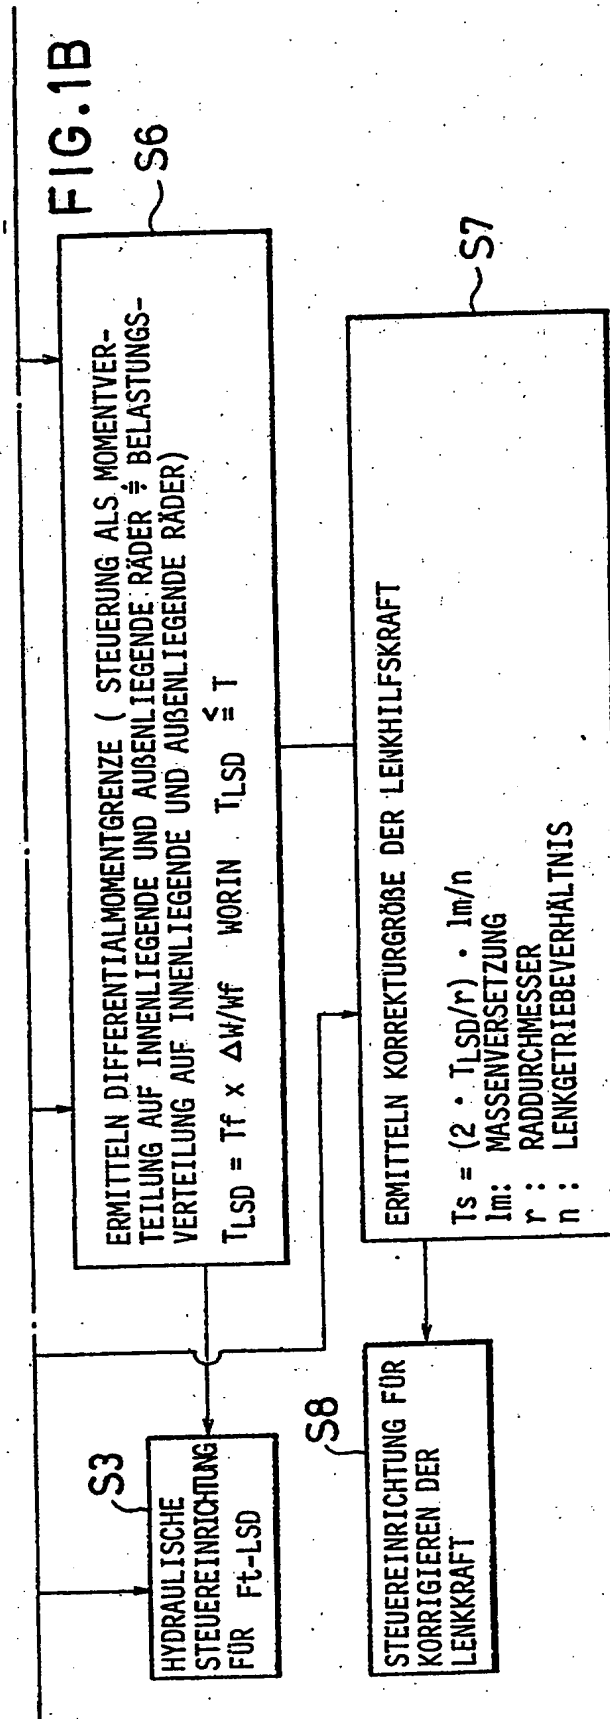 FIG.1B
S6
ERMITTELN DIFFERENTIALMOMENTGRENZE ( STEUERUNG ALS MOMENTVER-
TEILUNG AUF INNENLIEGENDE UND AUßENLIEGENDE RÄDER ≑ BELASTUNGS-
VERTEILUNG AUF INNENLIEGENDE UND AUßENLIEGENDE RÄDER)
TLSD = Tf x ΔW/Wf WORIN TLSD ≦ T
S3
HYDRAULISCHE
STEUEREINRICHTUNG
FÜR Ft-LSD
S7
ERMITTELN KORREKTURGRÖßE DER LENKHILFSKRAFT
Ts = (2 · TLSD/r) · lm/n
lm: MASSENVERSETZUNG
r : RADDURCHMESSER
n : LENKGETRIEBEVERHÄLTNIS
S8
STEUEREINRICHTUNG FÜR
KORRIGIEREN DER
LENKKRAFT